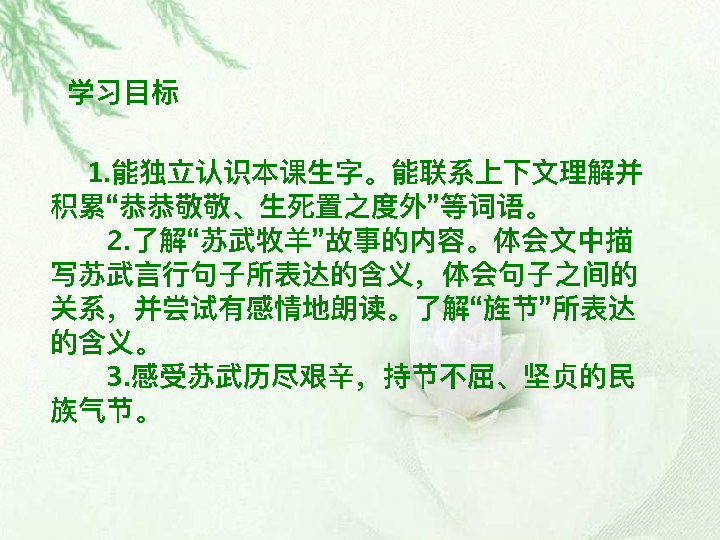 学习目标
1.能独立认识本课生字。能联系上下文理解并
积累“恭恭敬敬、生死置之度外”等词语。
2.了解“苏武牧羊”故事的内容。体会文中描
写苏武言行句子所表达的含义，体会句子之间的
关系，并尝试有感情地朗读。了解“旌节”所表达
的含义。
3.感受苏武历尽艰辛，持节不屈、坚贞的民
族气节。